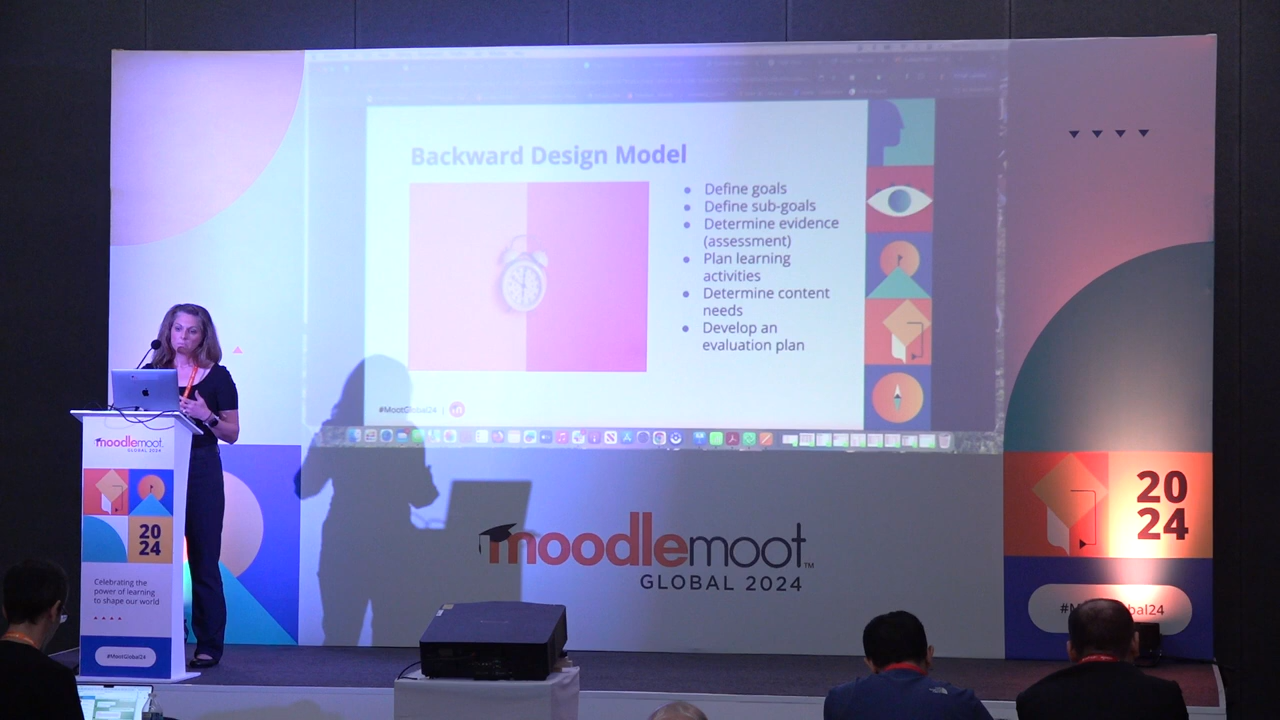 Backward Design Model
● Define goals
● Define sub-goals
● Determine evidence
(assessment)
● Plan learning
activities
● Determine content
needs
● Develop an
evaluation plan
#MootGlobal24 |
moodlemoot
GLOBAL 2024
20
24
Celebrating the
power of learning
to shape our world
#MootGlobal24
moodlemoot™
GLOBAL 2024
20
24